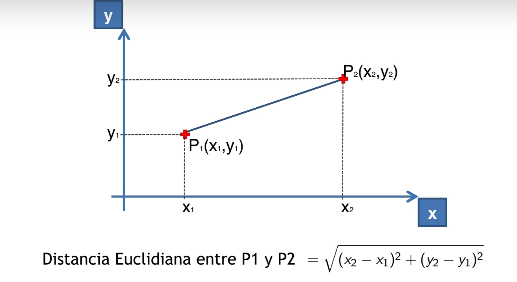 y
y₂
P₂(x₂,y₂)
y₁
P₁(x₁,y₁)
x₁
x₂
x
Distancia Euclidiana entre P1 y P2 = √(x₂ − x₁)² + (y₂ − y₁)²